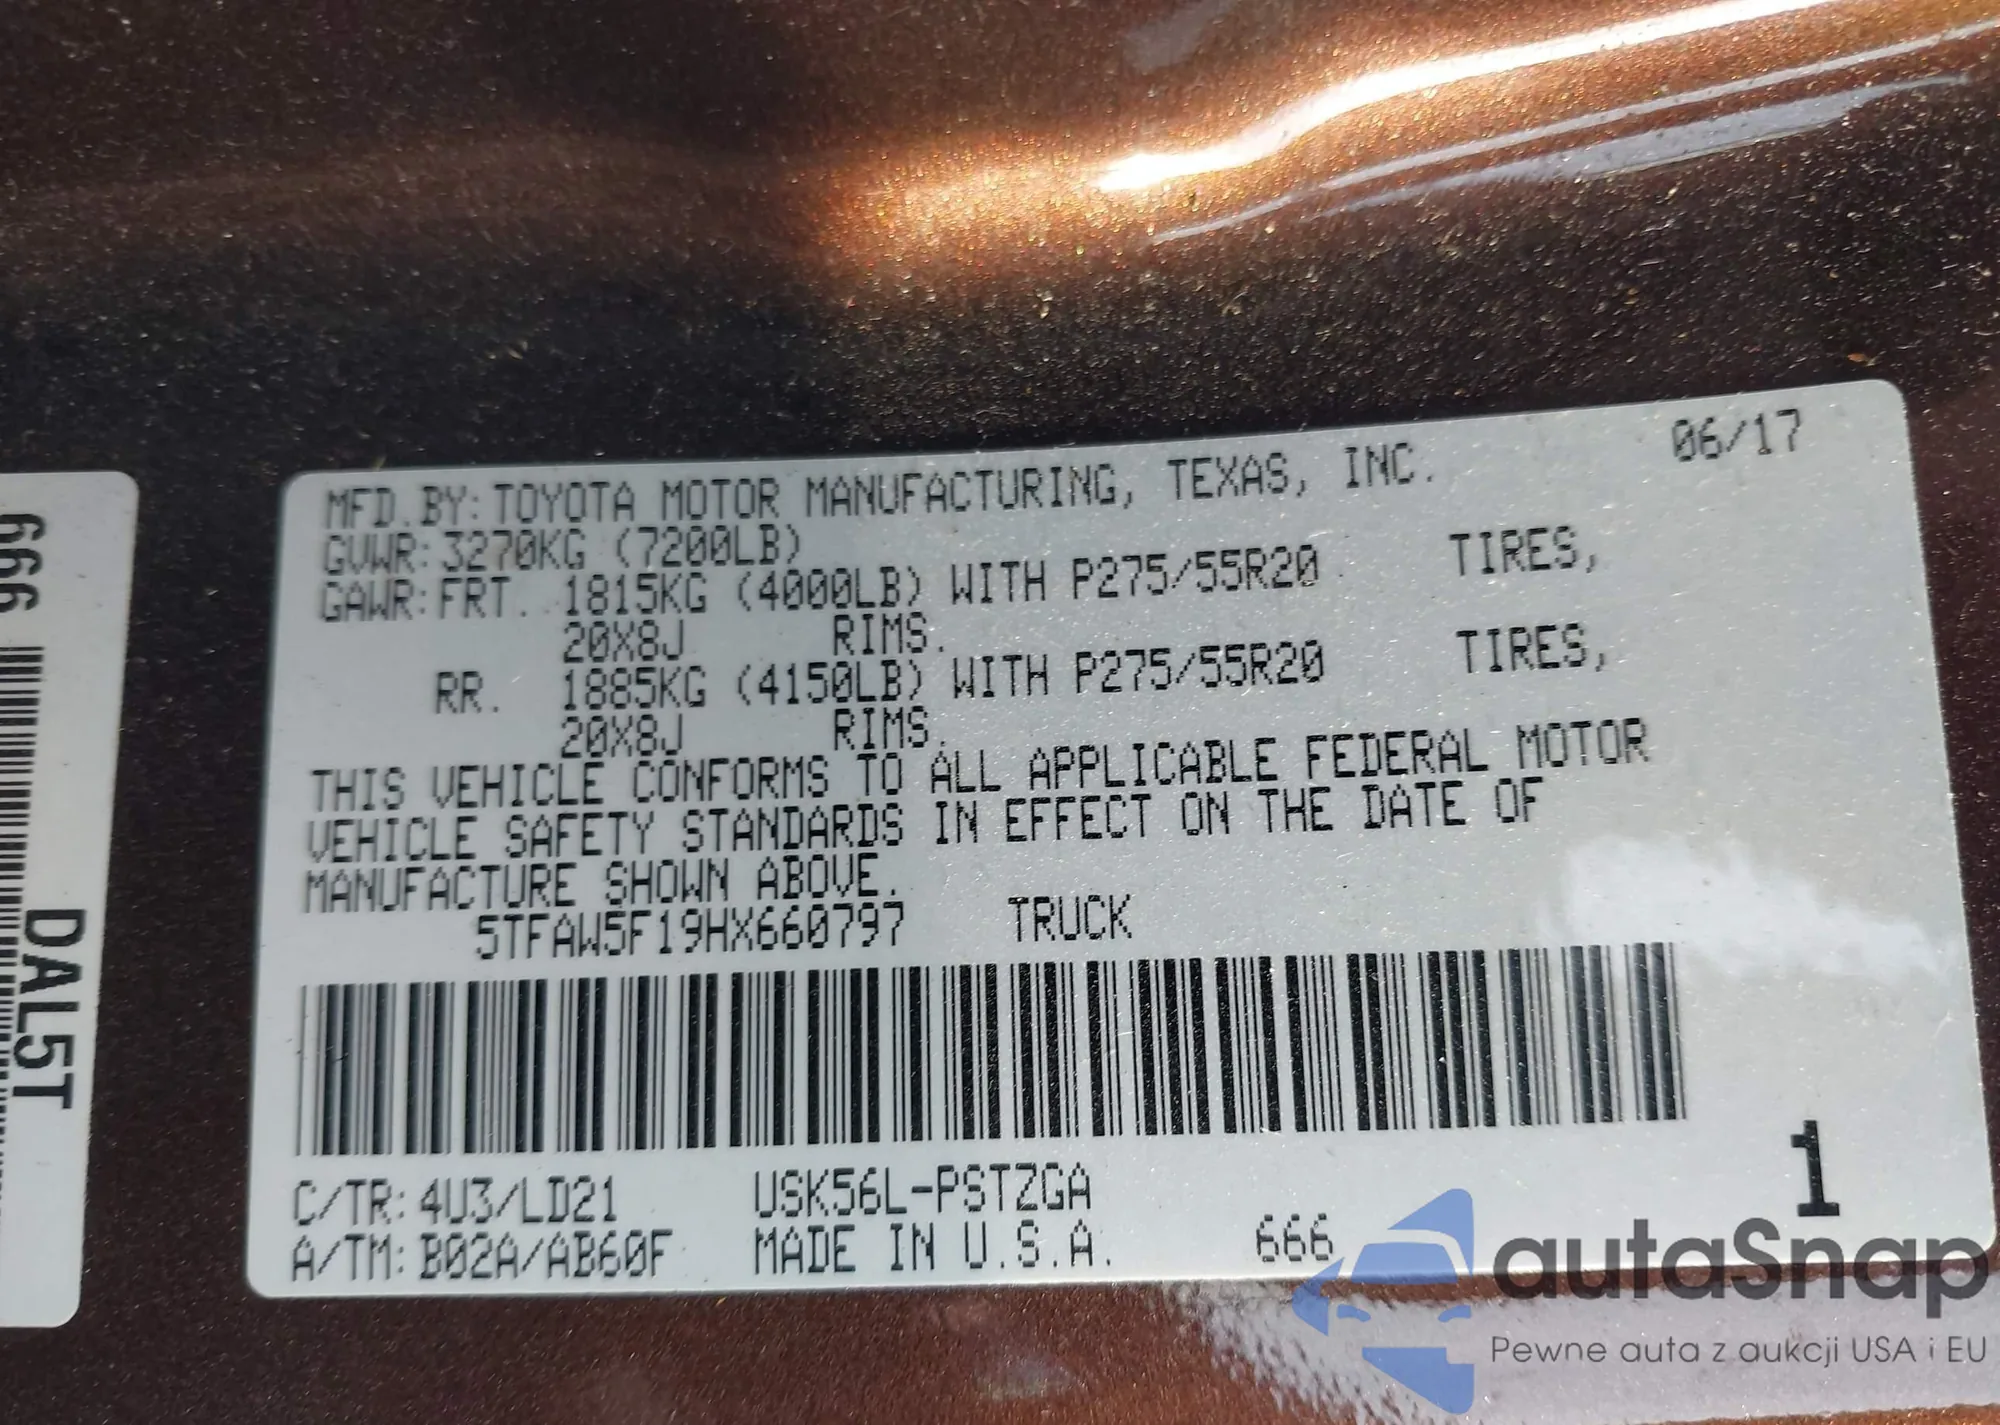 666
DAL5T
06/17
MFD.BY:TOYOTA MOTOR MANUFACTURING, TEXAS, INC.
GVWR:3270KG (7200LB)
GAWR:FRT. 1815KG (4000LB) WITH P275/55R20 TIRES,
20X8J RIMS.
RR. 1885KG (4150LB) WITH P275/55R20 TIRES,
20X8J RIMS.
THIS VEHICLE CONFORMS TO ALL APPLICABLE FEDERAL MOTOR
VEHICLE SAFETY STANDARDS IN EFFECT ON THE DATE OF
MANUFACTURE SHOWN ABOVE.
5TFAW5F19HX660797 TRUCK
1
C/TR:4U3/LD21 USK56L-PSTZGA
A/TM:B02A/AB60F MADE IN U.S.A. 666
autaSnap
Pewne auta z aukcji USA i EU